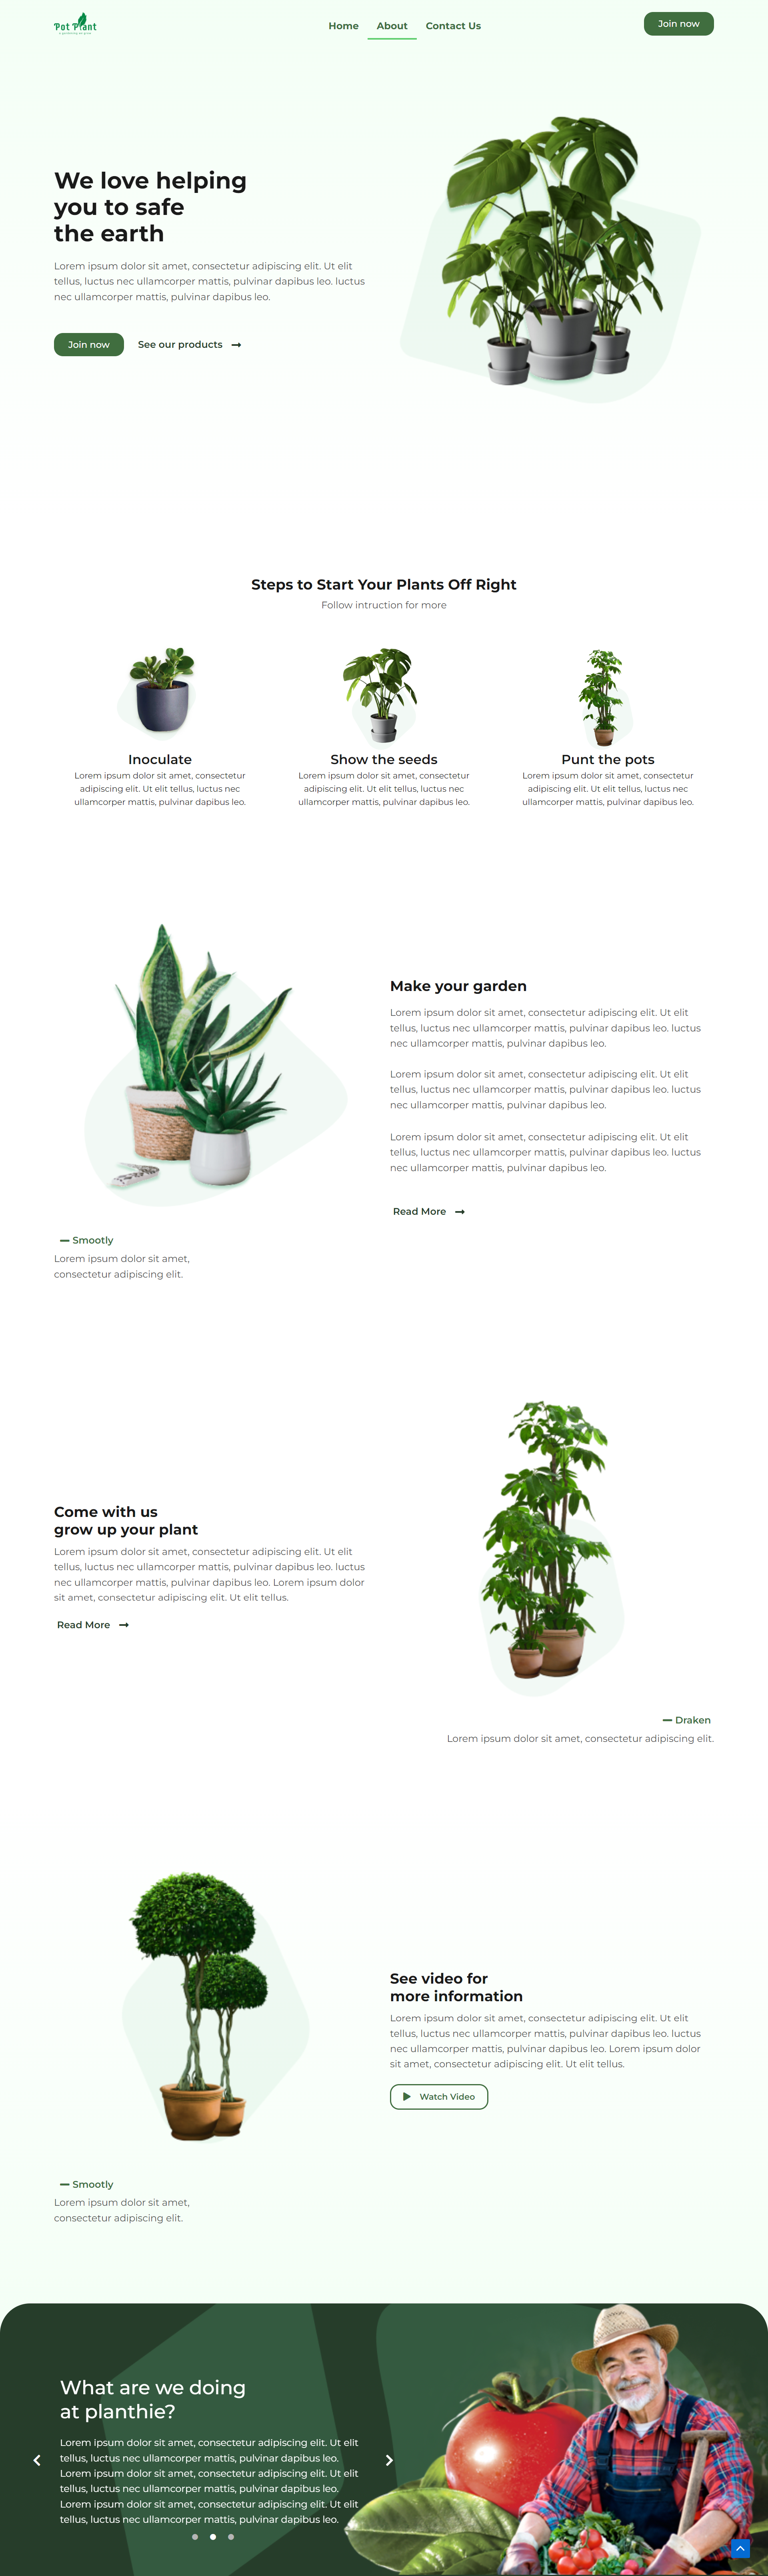 Pot Plant
Home About Contact Us
Join now
We love helping
you to safe
the earth
Lorem ipsum dolor sit amet, consectetur adipiscing elit. Ut elit
tellus, luctus nec ullamcorper mattis, pulvinar dapibus leo. luctus
nec ullamcorper mattis, pulvinar dapibus leo.
Join now See our products
Steps to Start Your Plants Off Right
Follow intruction for more
Inoculate
Lorem ipsum dolor sit amet, consectetur
adipiscing elit. Ut elit tellus, luctus nec
ullamcorper mattis, pulvinar dapibus leo.
Show the seeds
Lorem ipsum dolor sit amet, consectetur
adipiscing elit. Ut elit tellus, luctus nec
ullamcorper mattis, pulvinar dapibus leo.
Punt the pots
Lorem ipsum dolor sit amet, consectetur
adipiscing elit. Ut elit tellus, luctus nec
ullamcorper mattis, pulvinar dapibus leo.
Make your garden
Lorem ipsum dolor sit amet, consectetur adipiscing elit. Ut elit
tellus, luctus nec ullamcorper mattis, pulvinar dapibus leo. luctus
nec ullamcorper mattis, pulvinar dapibus leo.
Lorem ipsum dolor sit amet, consectetur adipiscing elit. Ut elit
tellus, luctus nec ullamcorper mattis, pulvinar dapibus leo. luctus
nec ullamcorper mattis, pulvinar dapibus leo.
Lorem ipsum dolor sit amet, consectetur adipiscing elit. Ut elit
tellus, luctus nec ullamcorper mattis, pulvinar dapibus leo. luctus
nec ullamcorper mattis, pulvinar dapibus leo.
Read More
Smootly
Lorem ipsum dolor sit amet,
consectetur adipiscing elit.
Come with us
grow up your plant
Lorem ipsum dolor sit amet, consectetur adipiscing elit. Ut elit
tellus, luctus nec ullamcorper mattis, pulvinar dapibus leo. luctus
nec ullamcorper mattis, pulvinar dapibus leo. Lorem ipsum dolor
sit amet, consectetur adipiscing elit. Ut elit tellus.
Read More
Draken
Lorem ipsum dolor sit amet, consectetur adipiscing elit.
See video for
more information
Lorem ipsum dolor sit amet, consectetur adipiscing elit. Ut elit
tellus, luctus nec ullamcorper mattis, pulvinar dapibus leo. luctus
nec ullamcorper mattis, pulvinar dapibus leo. Lorem ipsum dolor
sit amet, consectetur adipiscing elit. Ut elit tellus.
Watch Video
Smootly
Lorem ipsum dolor sit amet,
consectetur adipiscing elit.
What are we doing
at planthie?
Lorem ipsum dolor sit amet, consectetur adipiscing elit. Ut elit
tellus, luctus nec ullamcorper mattis, pulvinar dapibus leo.
Lorem ipsum dolor sit amet, consectetur adipiscing elit. Ut elit
tellus, luctus nec ullamcorper mattis, pulvinar dapibus leo.
Lorem ipsum dolor sit amet, consectetur adipiscing elit. Ut elit
tellus, luctus nec ullamcorper mattis, pulvinar dapibus leo.